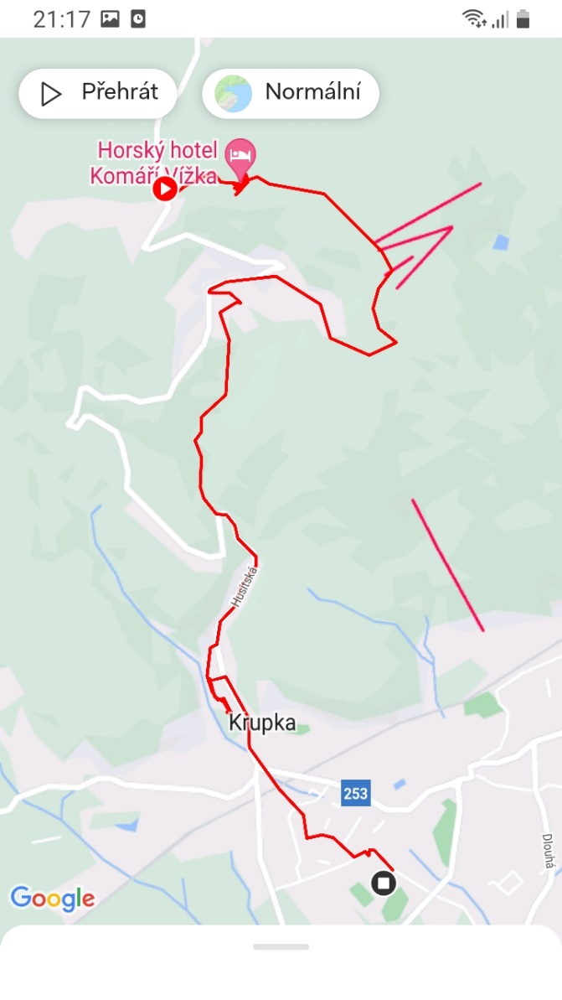 21:17
Přehrát
Normální
Horský hotel
Komáří Vížka
Husitská
Krupka
253
Dlouhá
Google